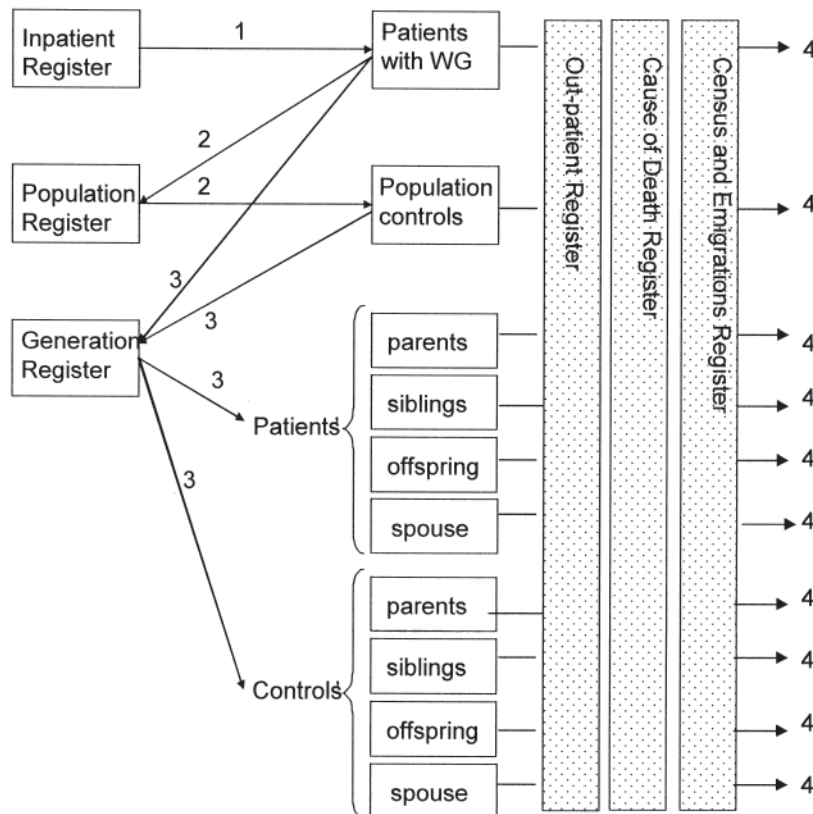 Inpatient
Register
1
Patients
with WG
4
2
Population
Register
2
Population
controls
4
3
3
Generation
Register
3
Patients'
parents
4
siblings
4
offspring
4
spouse
4
3
Controls'
parents
4
siblings
4
offspring
4
spouse
4
Out-patient Register
Cause of Death Register
Census and Emigrations Register